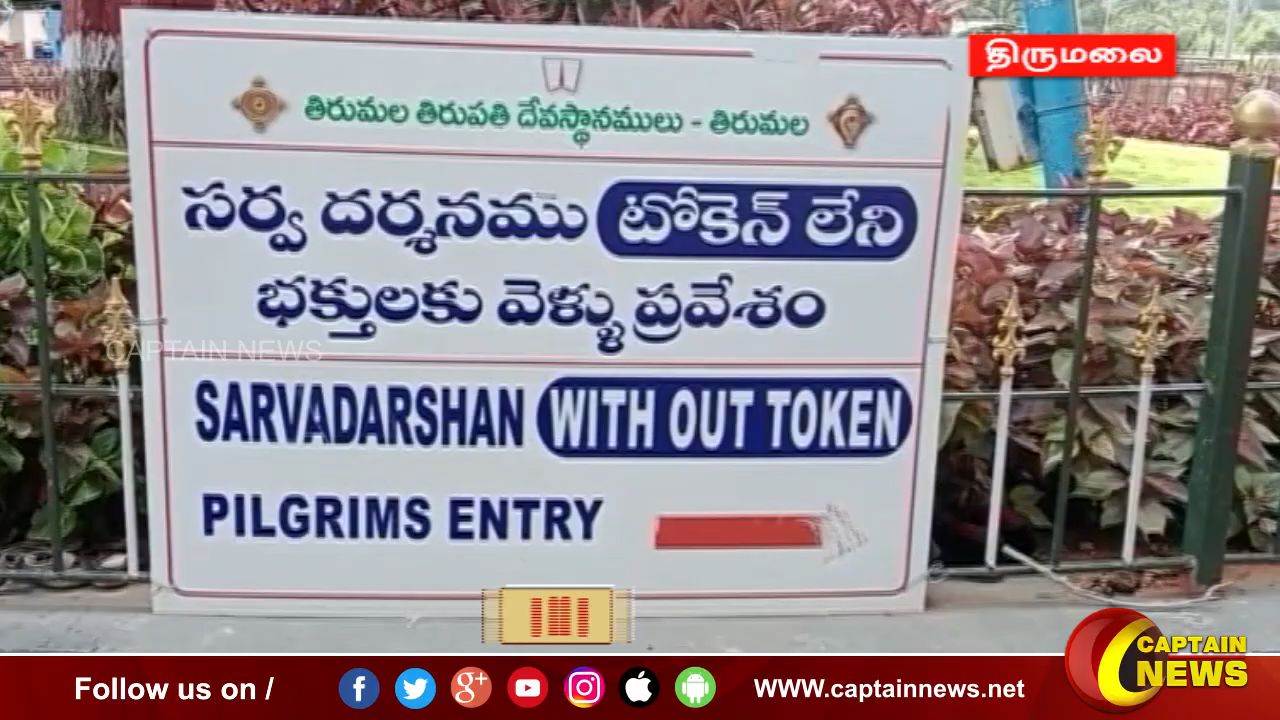 திருமலை
తిరుమల తిరుపతి దేవస్థానములు - తిరుమల
సర్వ దర్శనము టోకెన్ లేని
భక్తులకు వెళ్ళు ప్రవేశం
CAPTAIN NEWS
SARVADARSHAN WITH OUT TOKEN
PILGRIMS ENTRY
Follow us on / WWW.captainnews.net
CAPTAIN
NEWS